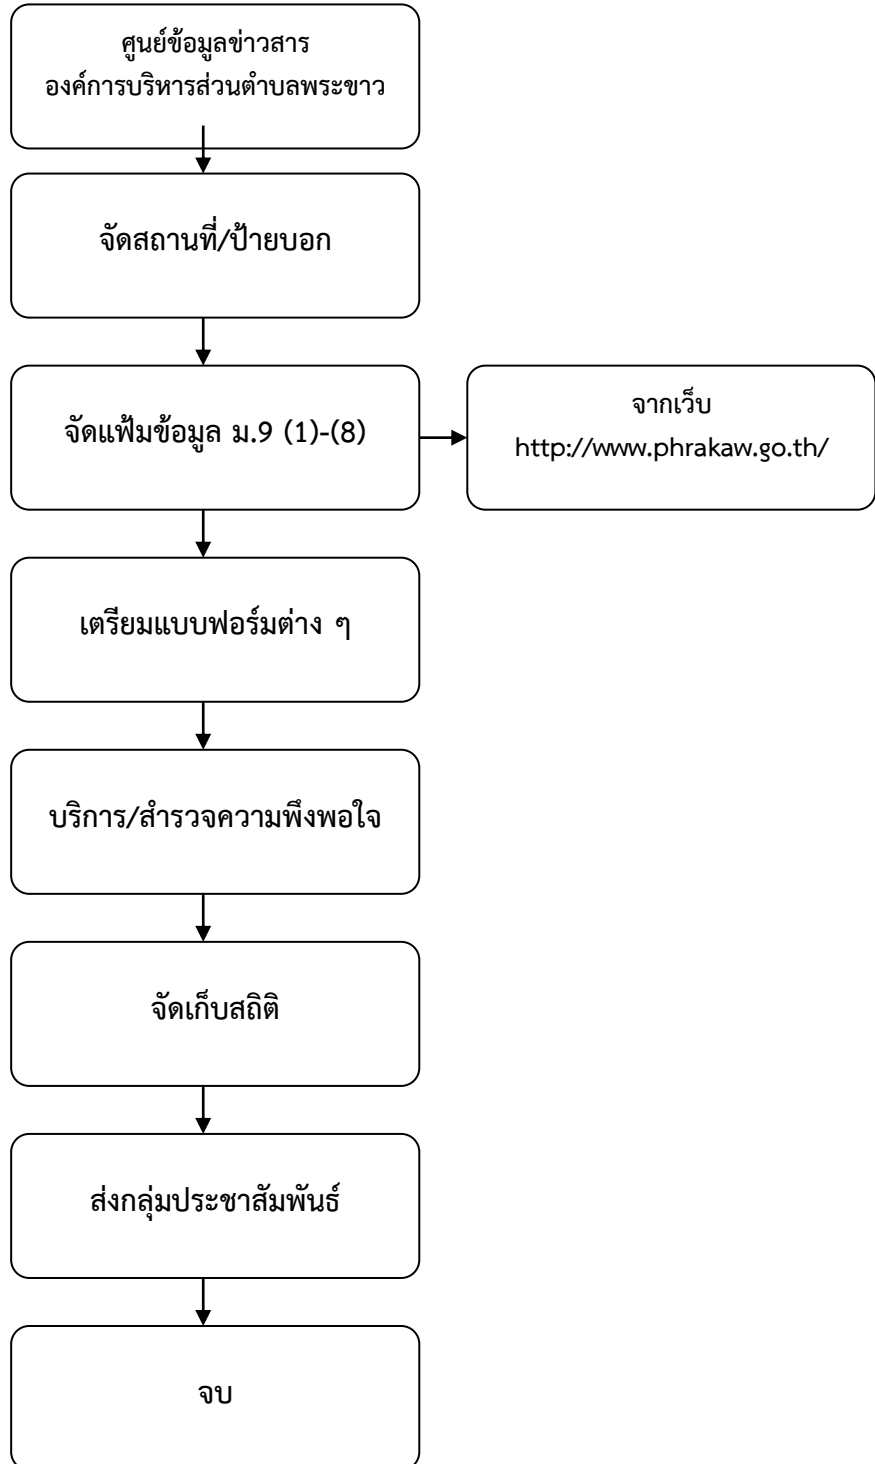 ศูนย์ข้อมูลข่าวสาร
องค์การบริหารส่วนตำบลพระขาว
จัดสถานที่/ป้ายบอก
จัดแฟ้มข้อมูล ม.9 (1)-(8)
จากเว็บ
http://www.phrakaw.go.th/
เตรียมแบบฟอร์มต่าง ๆ
บริการ/สำรวจความพึงพอใจ
จัดเก็บสถิติ
ส่งกลุ่มประชาสัมพันธ์
จบ